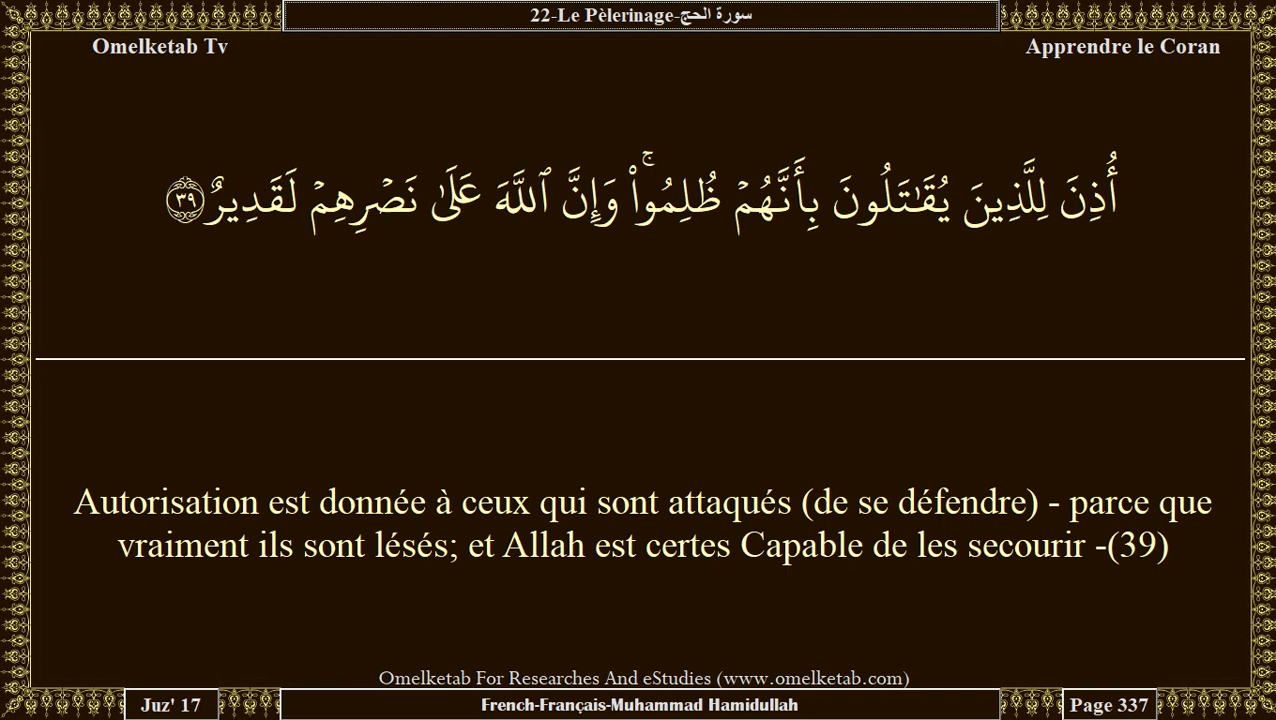 22-Le Pèlerinage-سورة الحج
Omelketab Tv
Apprendre le Coran
أُذِنَ لِلَّذِينَ يُقَٰتَلُونَ بِأَنَّهُمۡ ظُلِمُواْۚ وَإِنَّ ٱللَّهَ عَلَىٰ نَصۡرِهِمۡ لَقَدِيرٌ ٣٩
Autorisation est donnée à ceux qui sont attaqués (de se défendre) - parce que
vraiment ils sont lésés; et Allah est certes Capable de les secourir -(39)
Omelketab For Researches And eStudies (www.omelketab.com)
Juz' 17
French-Français-Muhammad Hamidullah
Page 337